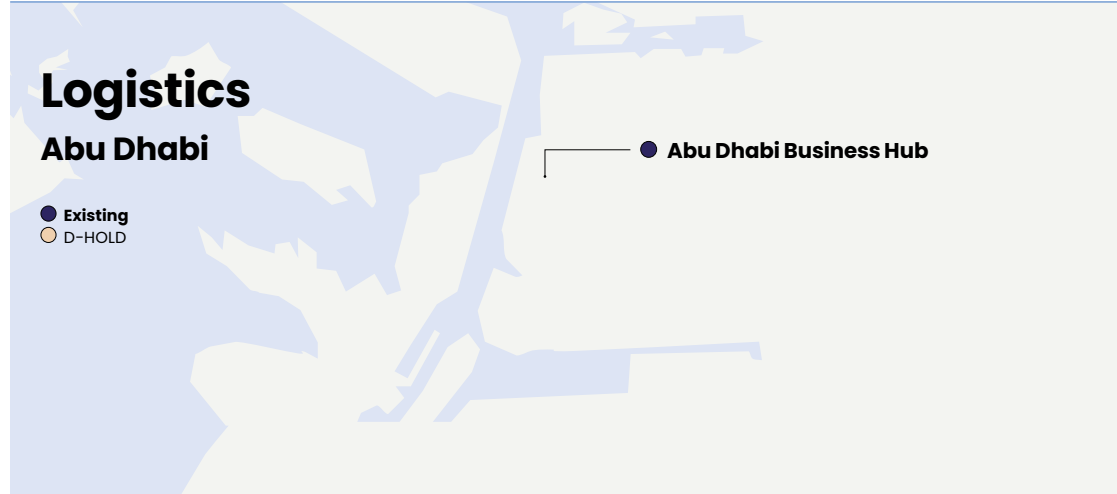 Logistics
Abu Dhabi
Existing
D-HOLD
Abu Dhabi Business Hub